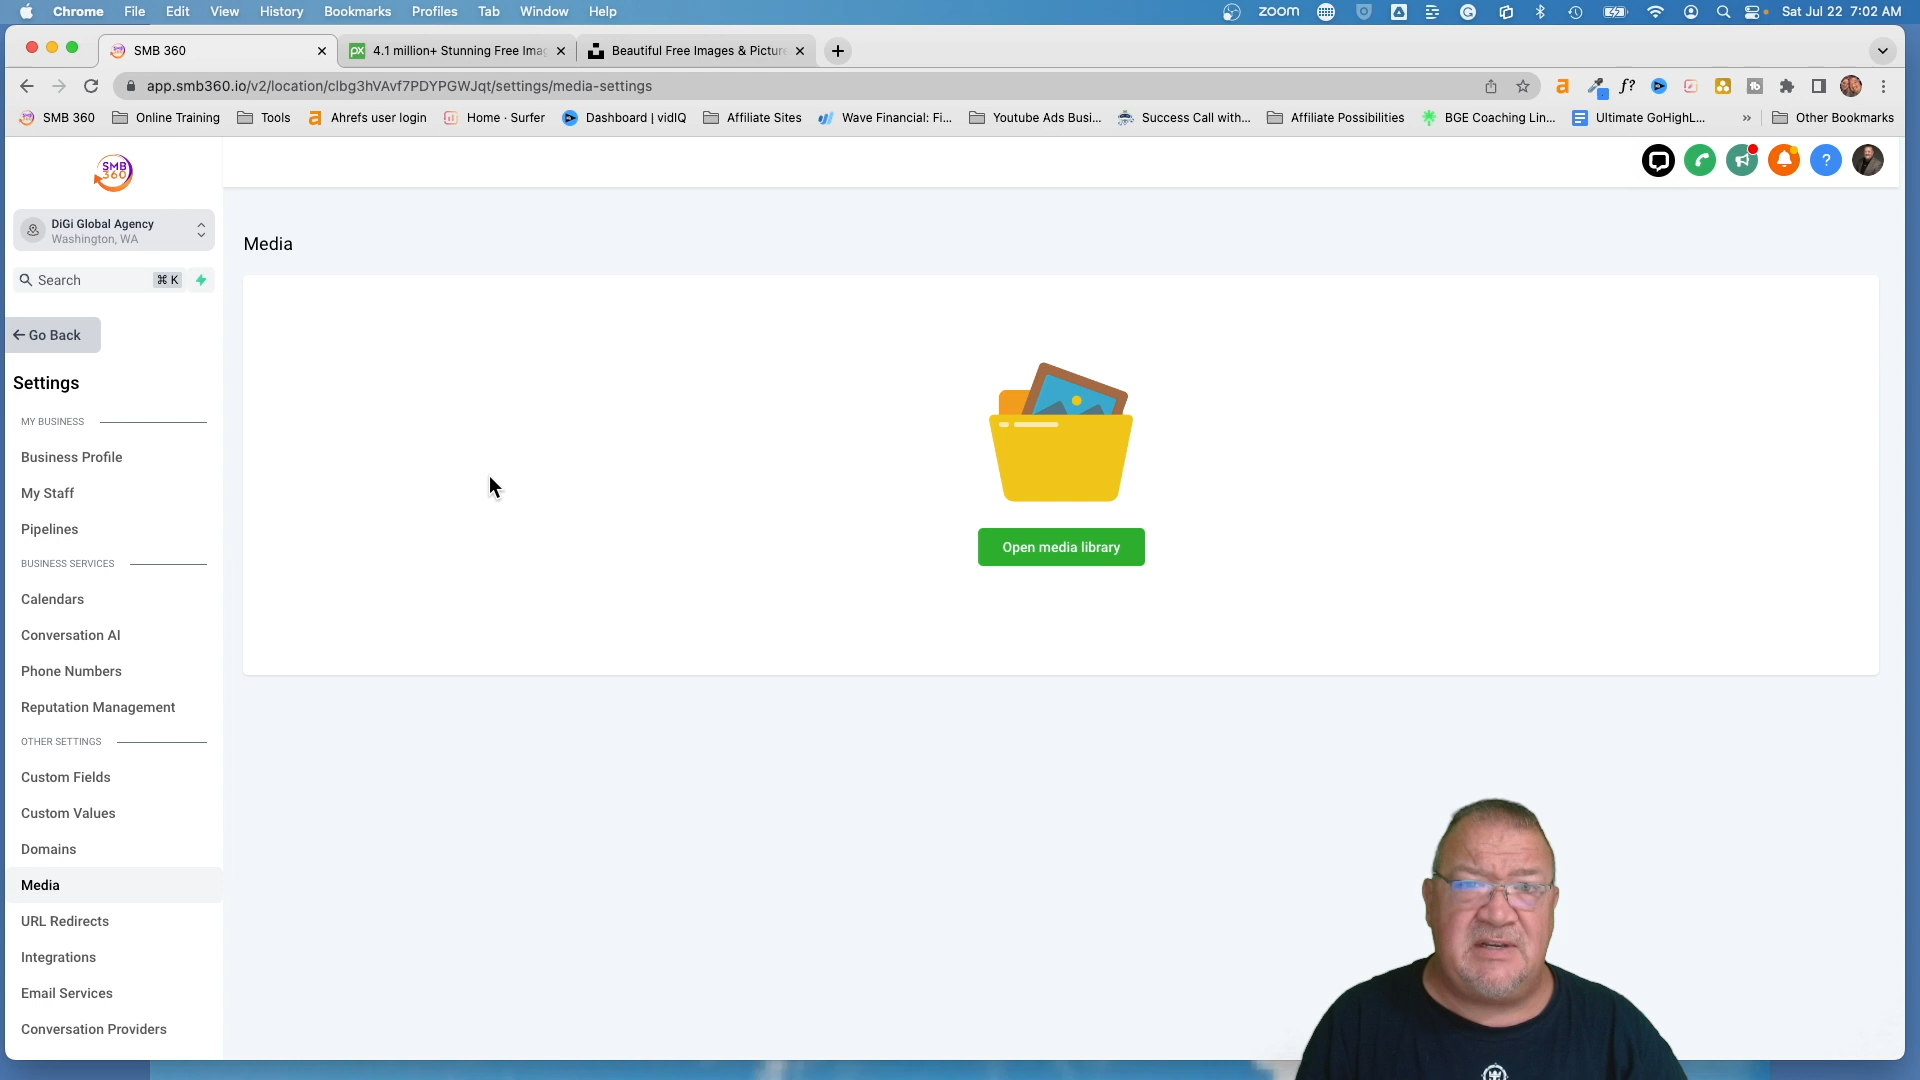 Chrome File Edit View History Bookmarks Profiles Tab Window Help
zoom
Sat Jul 22 7:02 AM
SMB 360
4.1 million+ Stunning Free Imag
Beautiful Free Images & Picture
app.smb360.io/v2/location/clbg3hVAvf7PDYPGWJqt/settings/media-settings
SMB 360 Online Training Tools Ahrefs user login Home · Surfer Dashboard | vidIQ Affiliate Sites Wave Financial: Fi... Youtube Ads Busi... Success Call with... Affiliate Possibilities BGE Coaching Lin... Ultimate GoHighL... » Other Bookmarks
SMB
360
DiGi Global Agency
Washington, WA
Search ⌘ K
Go Back
Settings
MY BUSINESS
Business Profile
My Staff
Pipelines
BUSINESS SERVICES
Calendars
Conversation AI
Phone Numbers
Reputation Management
OTHER SETTINGS
Custom Fields
Custom Values
Domains
Media
URL Redirects
Integrations
Email Services
Conversation Providers
Media
Open media library